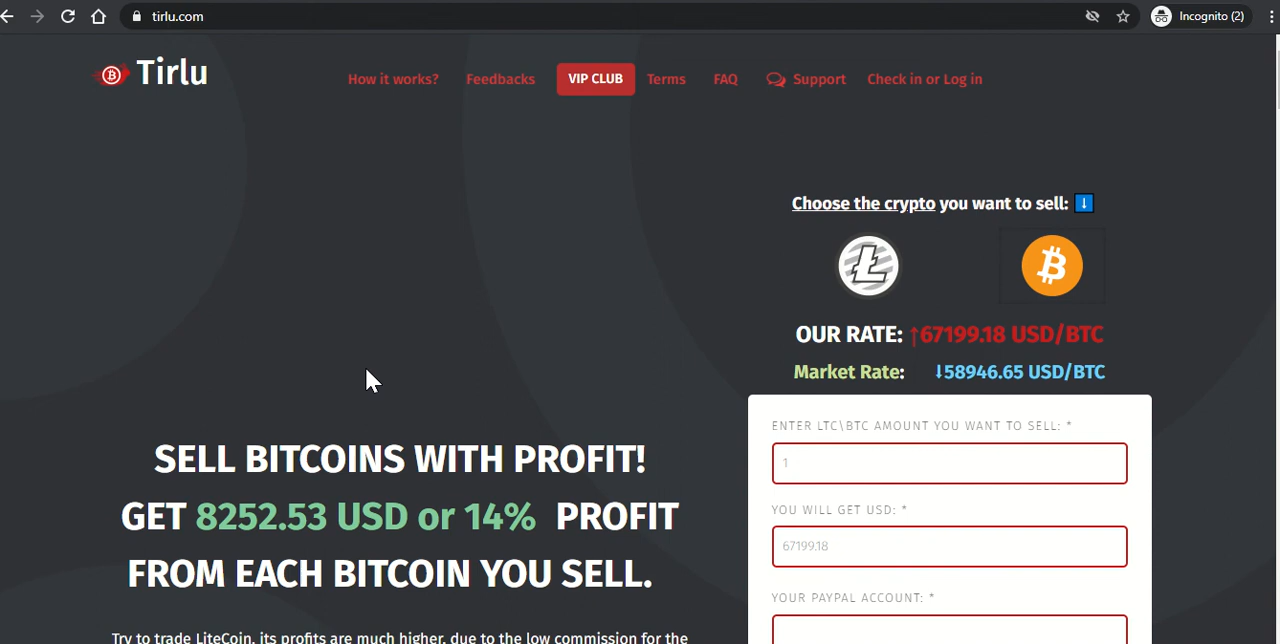 tirlu.com
Incognito (2)
Tirlu
How it works?
Feedbacks
VIP CLUB
Terms
FAQ
Support
Check in or Log in
Choose the crypto you want to sell:
OUR RATE: ↑67199.18 USD/BTC
Market Rate: ↓58946.65 USD/BTC
ENTER LTC\BTC AMOUNT YOU WANT TO SELL: *
1
YOU WILL GET USD: *
67199.18
YOUR PAYPAL ACCOUNT: *
SELL BITCOINS WITH PROFIT!
GET 8252.53 USD or 14% PROFIT
FROM EACH BITCOIN YOU SELL.
Try to trade LiteCoin, its profits are much higher, due to the low commission for the